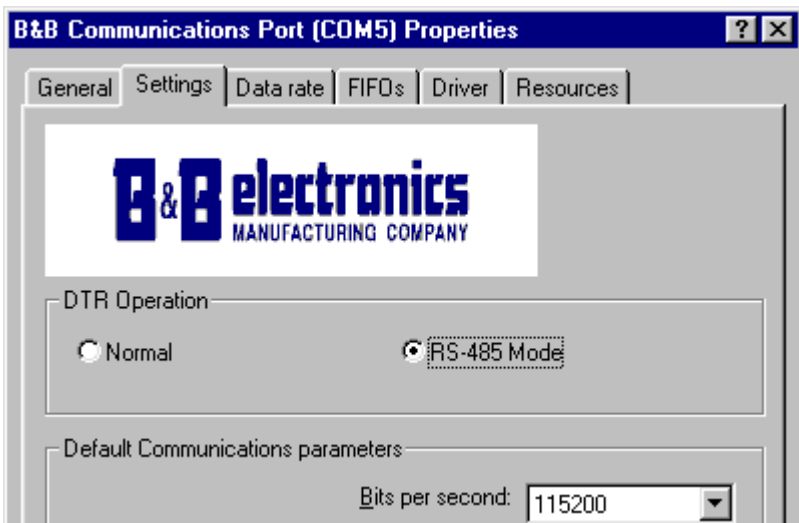 B&B Communications Port (COM5) Properties ? ×
General Settings Data rate FIFOs Driver Resources
B&B electronics
MANUFACTURING COMPANY
DTR Operation
Normal RS-485 Mode
Default Communications parameters
Bits per second: 115200